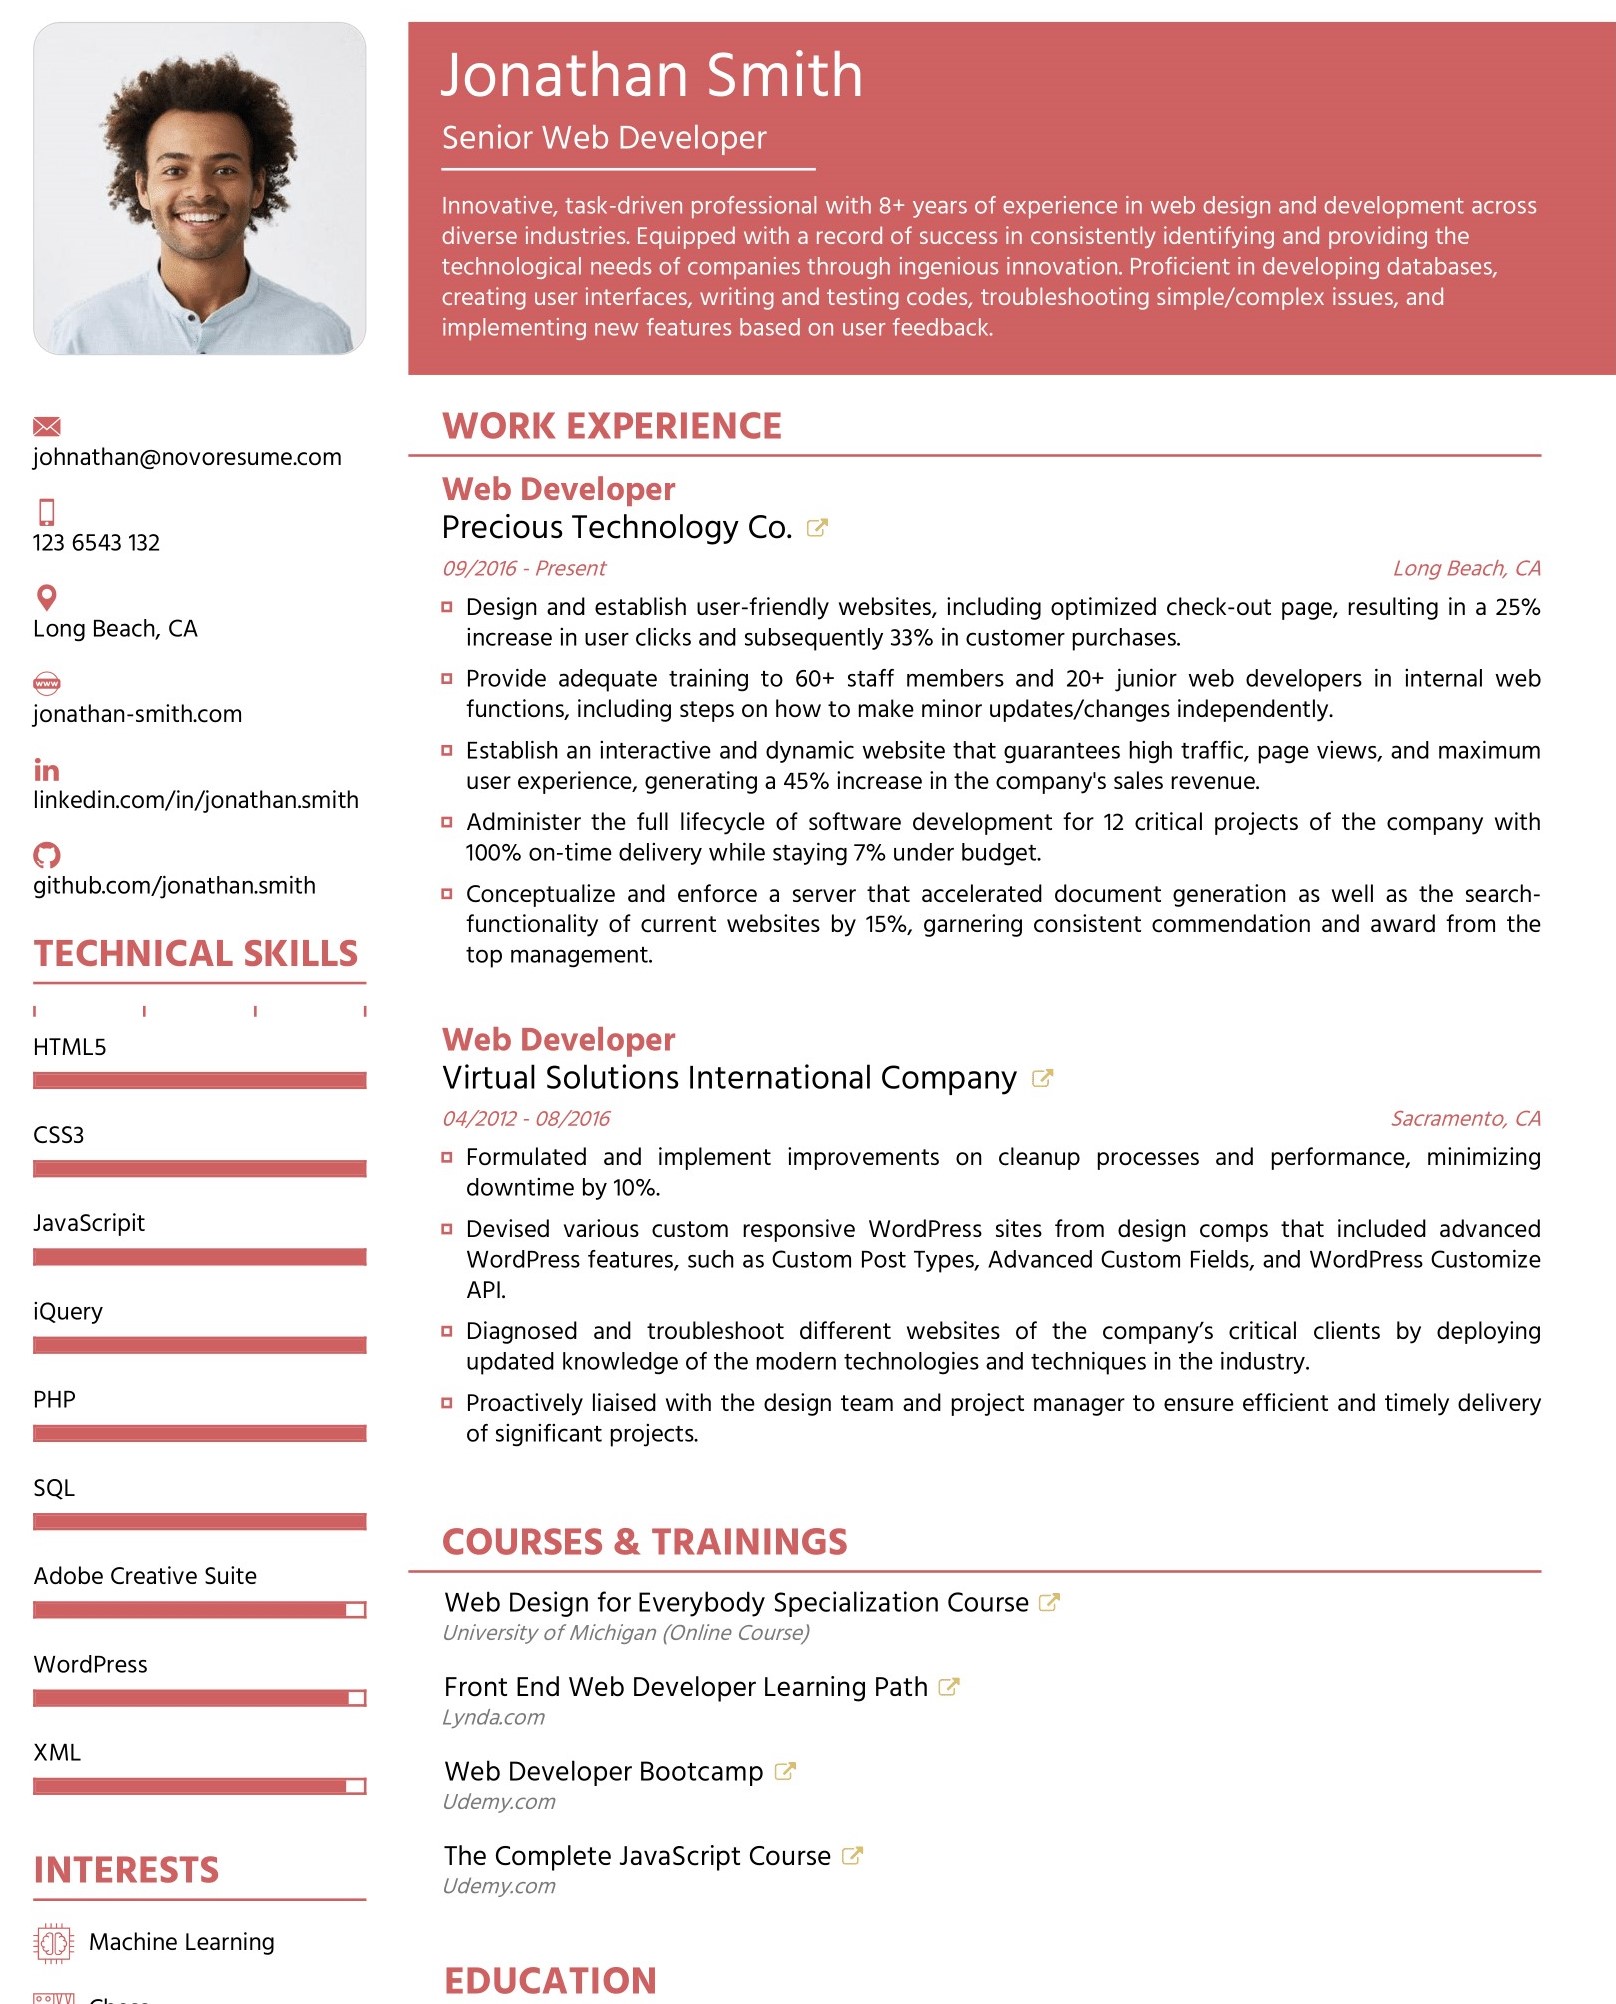 Jonathan Smith
Senior Web Developer
Innovative, task-driven professional with 8+ years of experience in web design and development across
diverse industries. Equipped with a record of success in consistently identifying and providing the
technological needs of companies through ingenious innovation. Proficient in developing databases,
creating user interfaces, writing and testing codes, troubleshooting simple/complex issues, and
implementing new features based on user feedback.
johnathan@novoresume.com
123 6543 132
Long Beach, CA
www
jonathan-smith.com
in
linkedin.com/in/jonathan.smith
github.com/jonathan.smith
TECHNICAL SKILLS
HTML5
CSS3
JavaScripit
iQuery
PHP
SQL
Adobe Creative Suite
WordPress
XML
INTERESTS
Machine Learning
Chess
WORK EXPERIENCE
Web Developer
Precious Technology Co.
09/2016 - Present
Long Beach, CA
Design and establish user-friendly websites, including optimized check-out page, resulting in a 25%
increase in user clicks and subsequently 33% in customer purchases.
Provide adequate training to 60+ staff members and 20+ junior web developers in internal web
functions, including steps on how to make minor updates/changes independently.
Establish an interactive and dynamic website that guarantees high traffic, page views, and maximum
user experience, generating a 45% increase in the company's sales revenue.
Administer the full lifecycle of software development for 12 critical projects of the company with
100% on-time delivery while staying 7% under budget.
Conceptualize and enforce a server that accelerated document generation as well as the search-
functionality of current websites by 15%, garnering consistent commendation and award from the
top management.
Web Developer
Virtual Solutions International Company
04/2012 - 08/2016
Sacramento, CA
Formulated and implement improvements on cleanup processes and performance, minimizing
downtime by 10%.
Devised various custom responsive WordPress sites from design comps that included advanced
WordPress features, such as Custom Post Types, Advanced Custom Fields, and WordPress Customize
API.
Diagnosed and troubleshoot different websites of the company’s critical clients by deploying
updated knowledge of the modern technologies and techniques in the industry.
Proactively liaised with the design team and project manager to ensure efficient and timely delivery
of significant projects.
COURSES & TRAININGS
Web Design for Everybody Specialization Course
University of Michigan (Online Course)
Front End Web Developer Learning Path
Lynda.com
Web Developer Bootcamp
Udemy.com
The Complete JavaScript Course
Udemy.com
EDUCATION